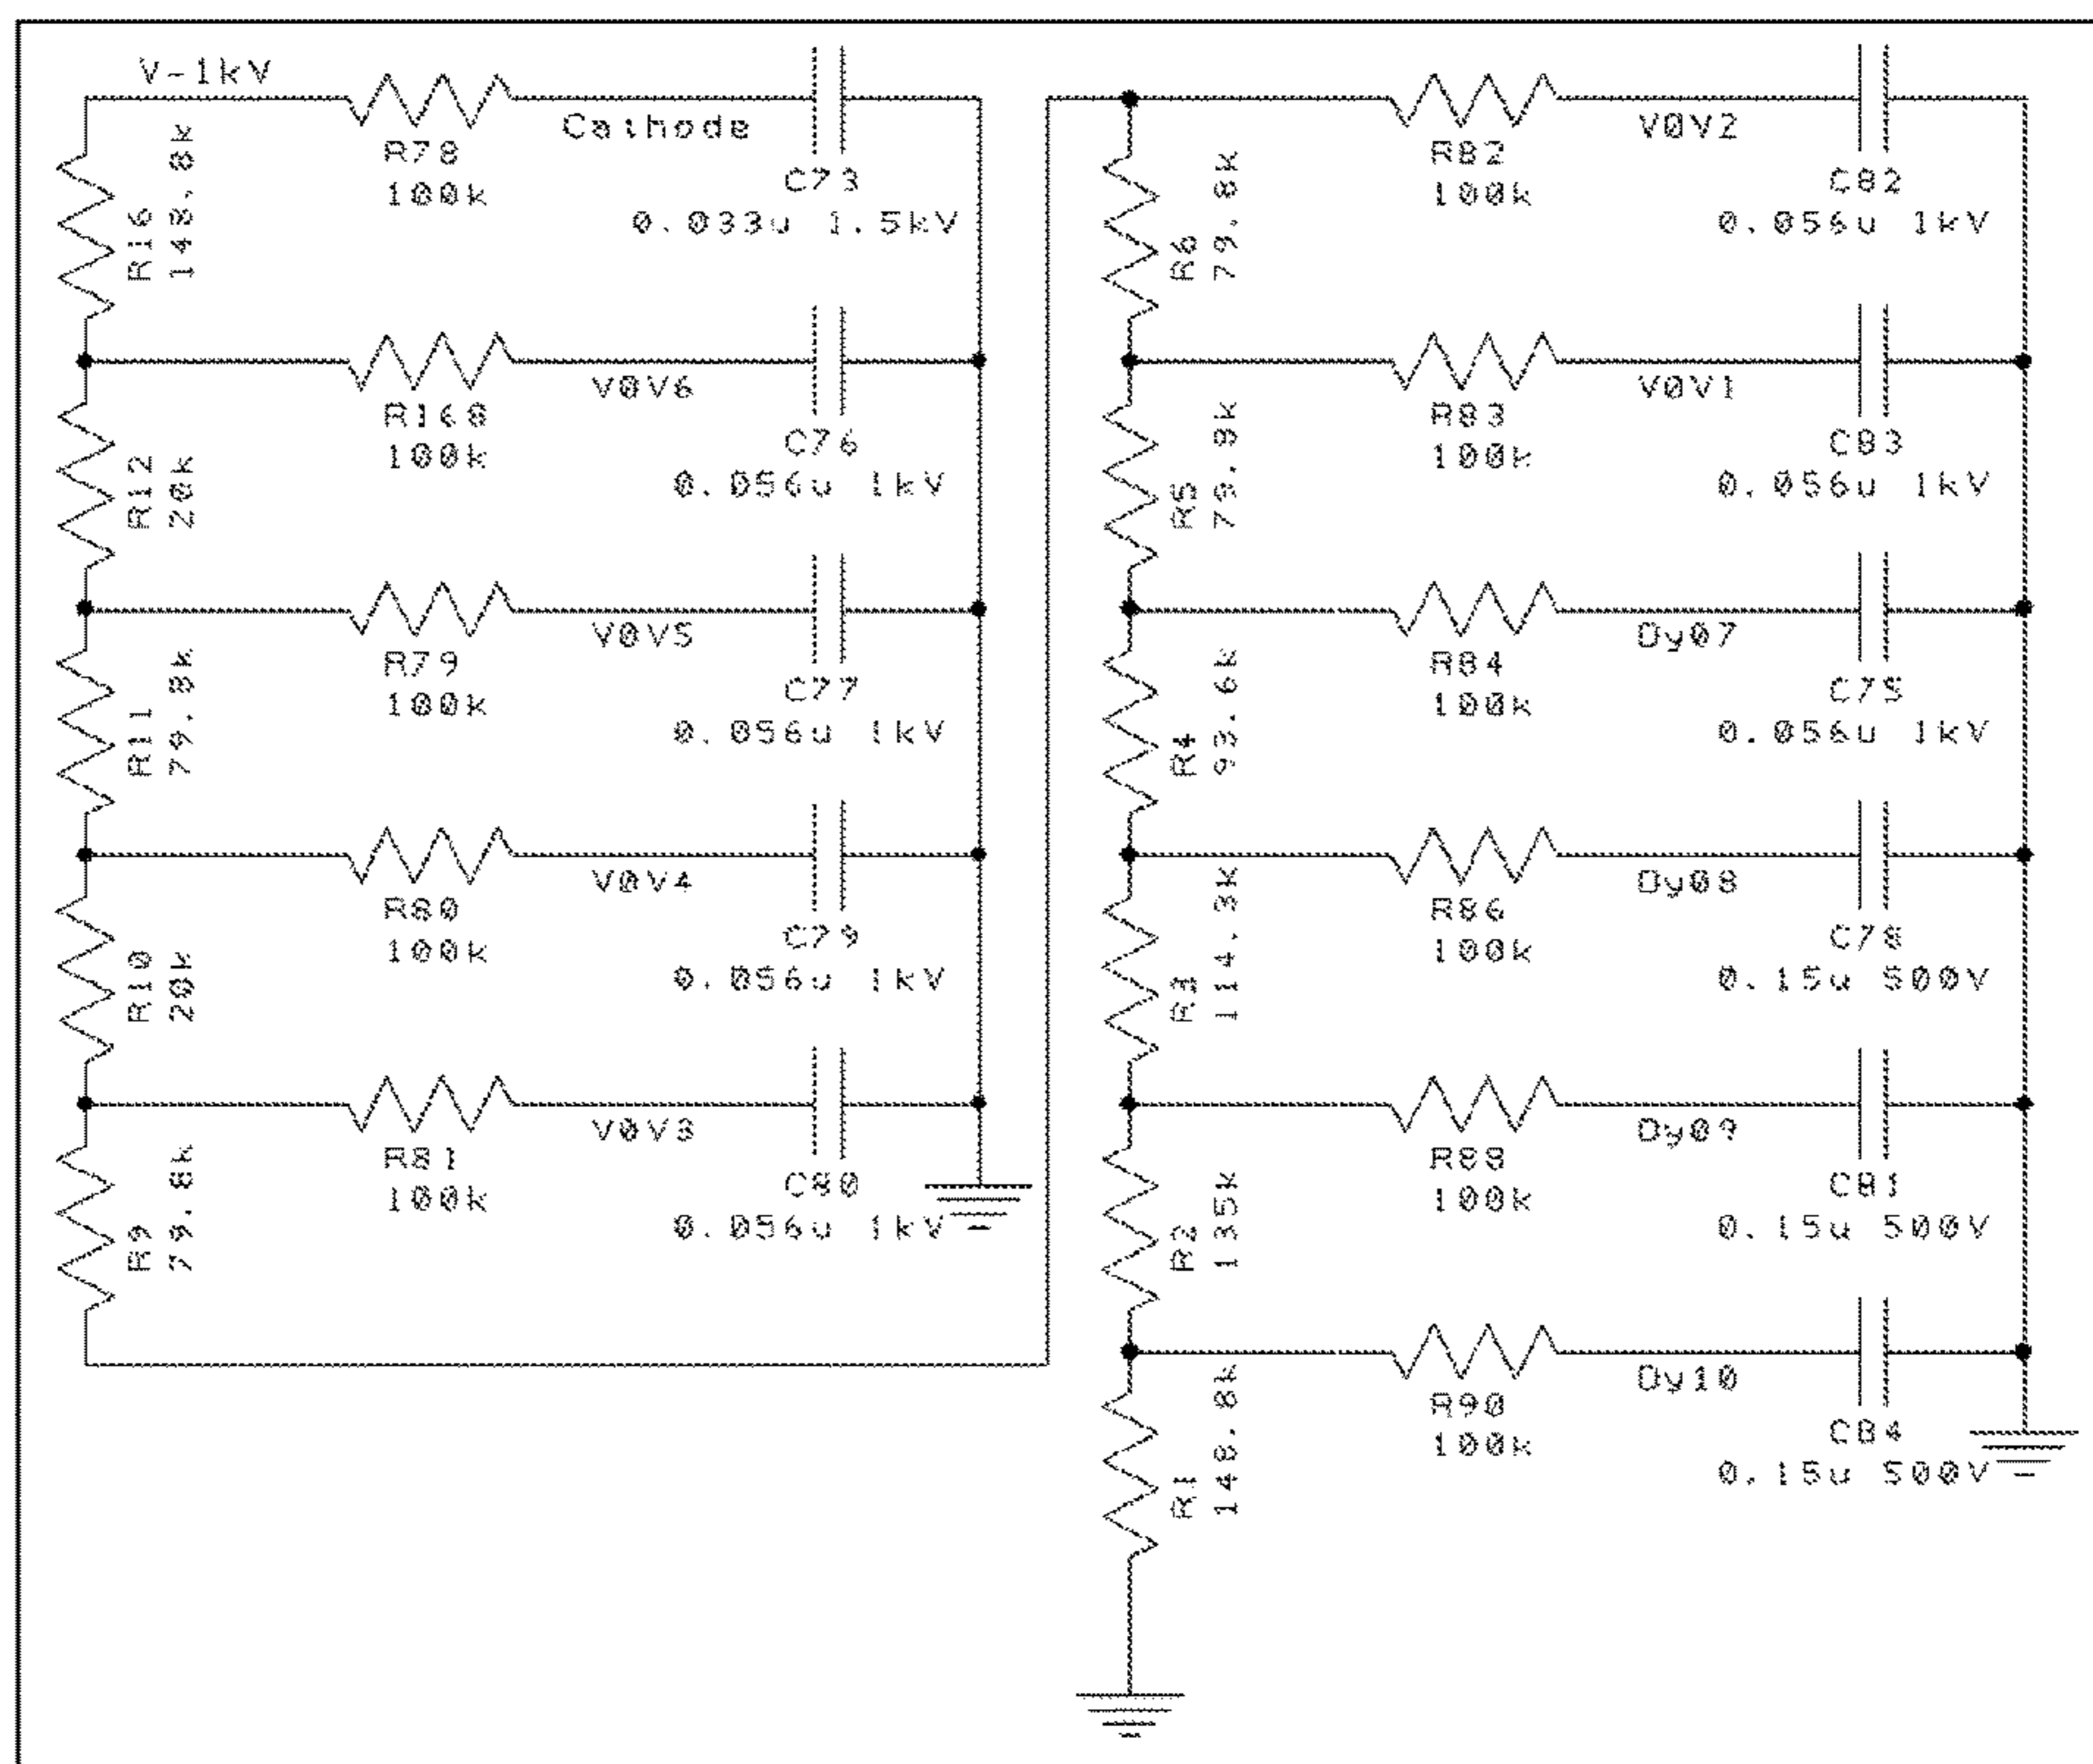 V-1kV
R78
100k
Cathode
C73
0.033u 1.5kV
R16
148.8k
R168
100k
V0V6
C76
0.056u 1kV
R12
20k
R79
100k
V0V5
C77
0.056u 1kV
R11
79.8k
R80
100k
V0V4
C79
0.056u 1kV
R10
20k
R81
100k
V0V3
C80
0.056u 1kV
R9
79.8k
R82
100k
V0V2
C82
0.056u 1kV
R6
79.8k
R83
100k
V0V1
C83
0.056u 1kV
R5
79.8k
R84
100k
Dy07
C75
0.056u 1kV
R4
93.6k
R86
100k
Dy08
C78
0.15u 500V
R3
114.3k
R88
100k
Dy09
C81
0.15u 500V
R2
135k
R90
100k
Dy10
C84
0.15u 500V
R1
148.8k